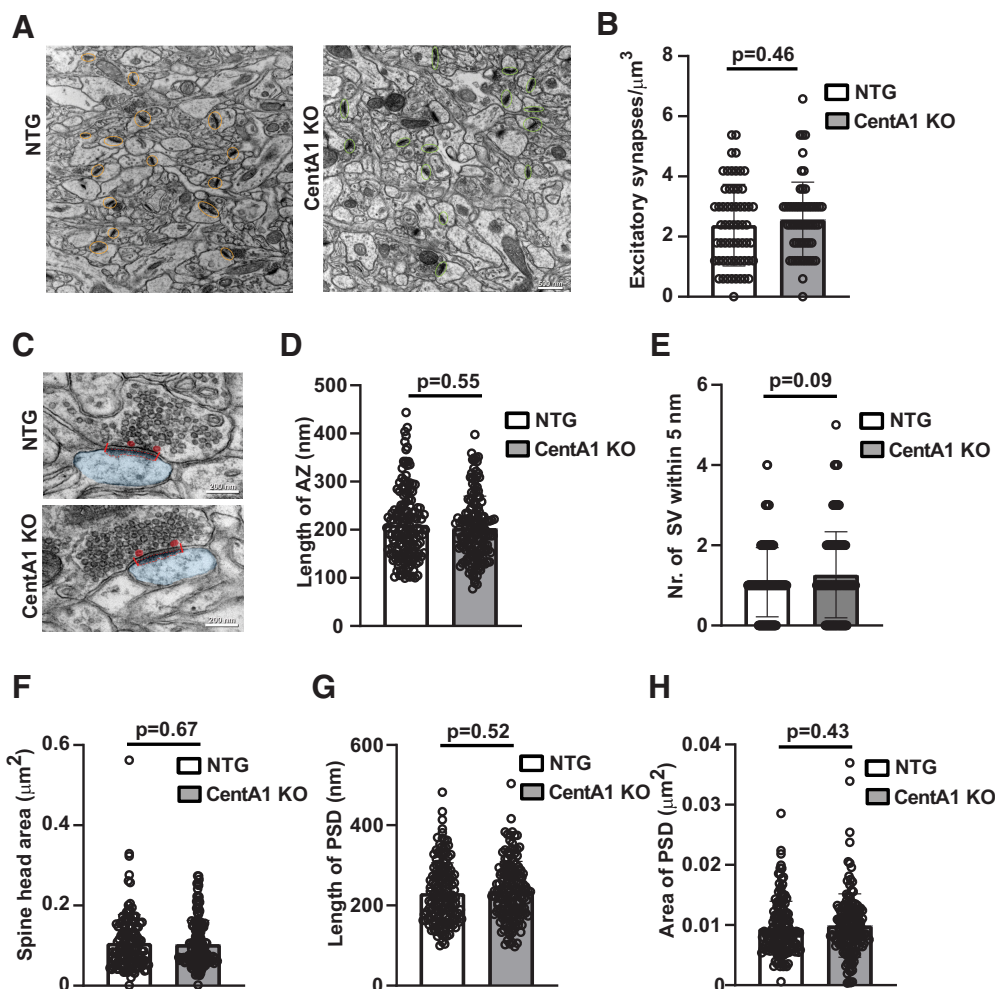 A
NTG
CentA1 KO
500 nm
B
p=0.46
Excitatory synapses/μm3
8
6
4
2
0
NTG
CentA1 KO
C
NTG
200 nm
CentA1 KO
200 nm
D
p=0.55
Length of AZ (nm)
500
400
300
200
100
0
NTG
CentA1 KO
E
p=0.09
Nr. of SV within 5 nm
6
4
2
0
NTG
CentA1 KO
F
p=0.67
Spine head area (μm2)
0.6
0.4
0.2
0
NTG
CentA1 KO
G
p=0.52
Length of PSD (nm)
600
400
200
0
NTG
CentA1 KO
H
p=0.43
Area of PSD (μm2)
0.04
0.03
0.02
0.01
0
NTG
CentA1 KO